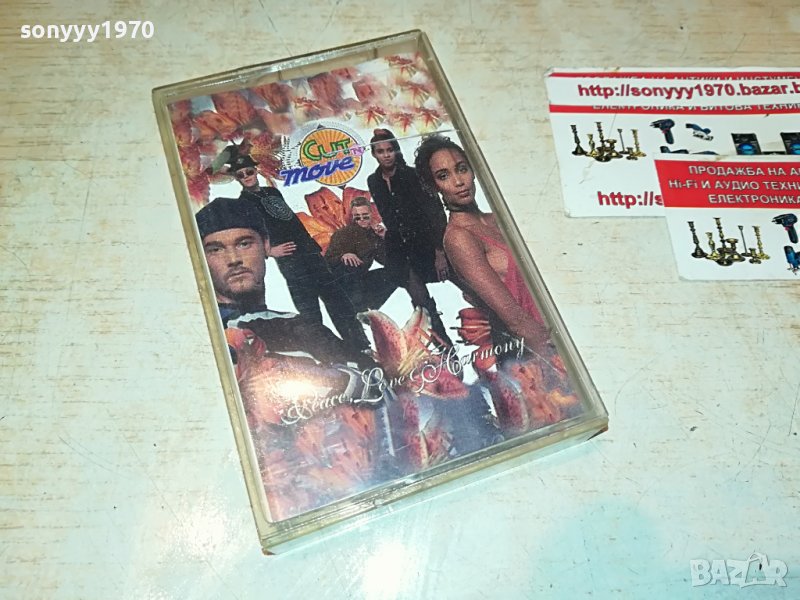 sonyyy1970
CUT
'N'
move
Peace, Love & Harmony
http://sonyyy1970.bazar.b
ЕЛЕКТРОНИКА И БИТОВА ТЕХНИ
http://s
ПРОДАЖБА НА А
Hi-Fi И АУДИО ТЕХНИ
ЕЛЕКТРОНИКА
BAZAR